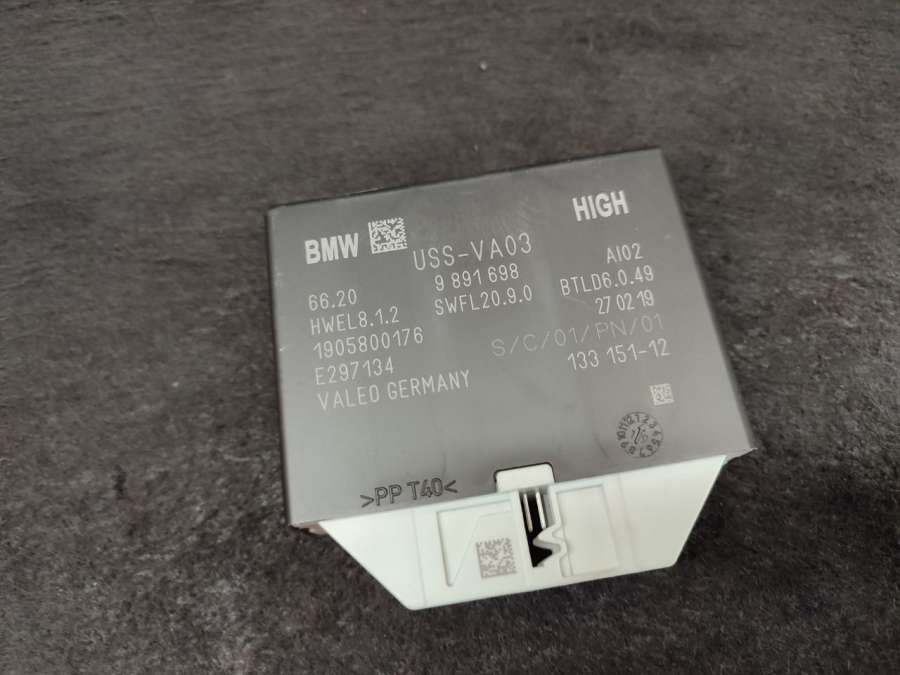 BMW
USS-VA03
HIGH
66.20
9 891 698
AI02
HWEL8.1.2
SWFL20.9.0
BTLD6.0.49
1905800176
27 02 19
E297134
S/C/01/PN/01
VALEO GERMANY
133 151-12
>PP T40<